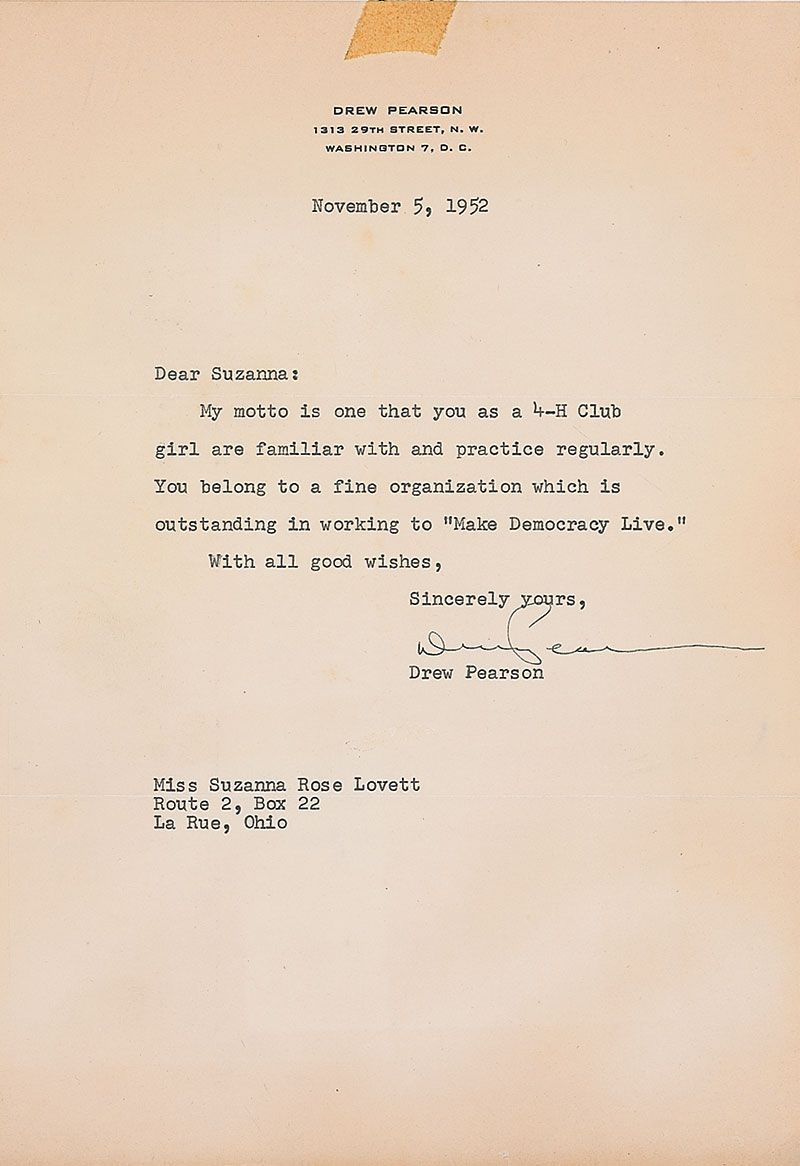 DREW PEARSON
1313 29TH STREET, N. W.
WASHINGTON 7, D. C.
November 5, 1952
Dear Suzanna:
My motto is one that you as a 4-H Club
girl are familiar with and practice regularly.
You belong to a fine organization which is
outstanding in working to "Make Democracy Live."
With all good wishes,
Sincerely yours,
Drew Pearson
Drew Pearson
Miss Suzanna Rose Lovett
Route 2, Box 22
La Rue, Ohio